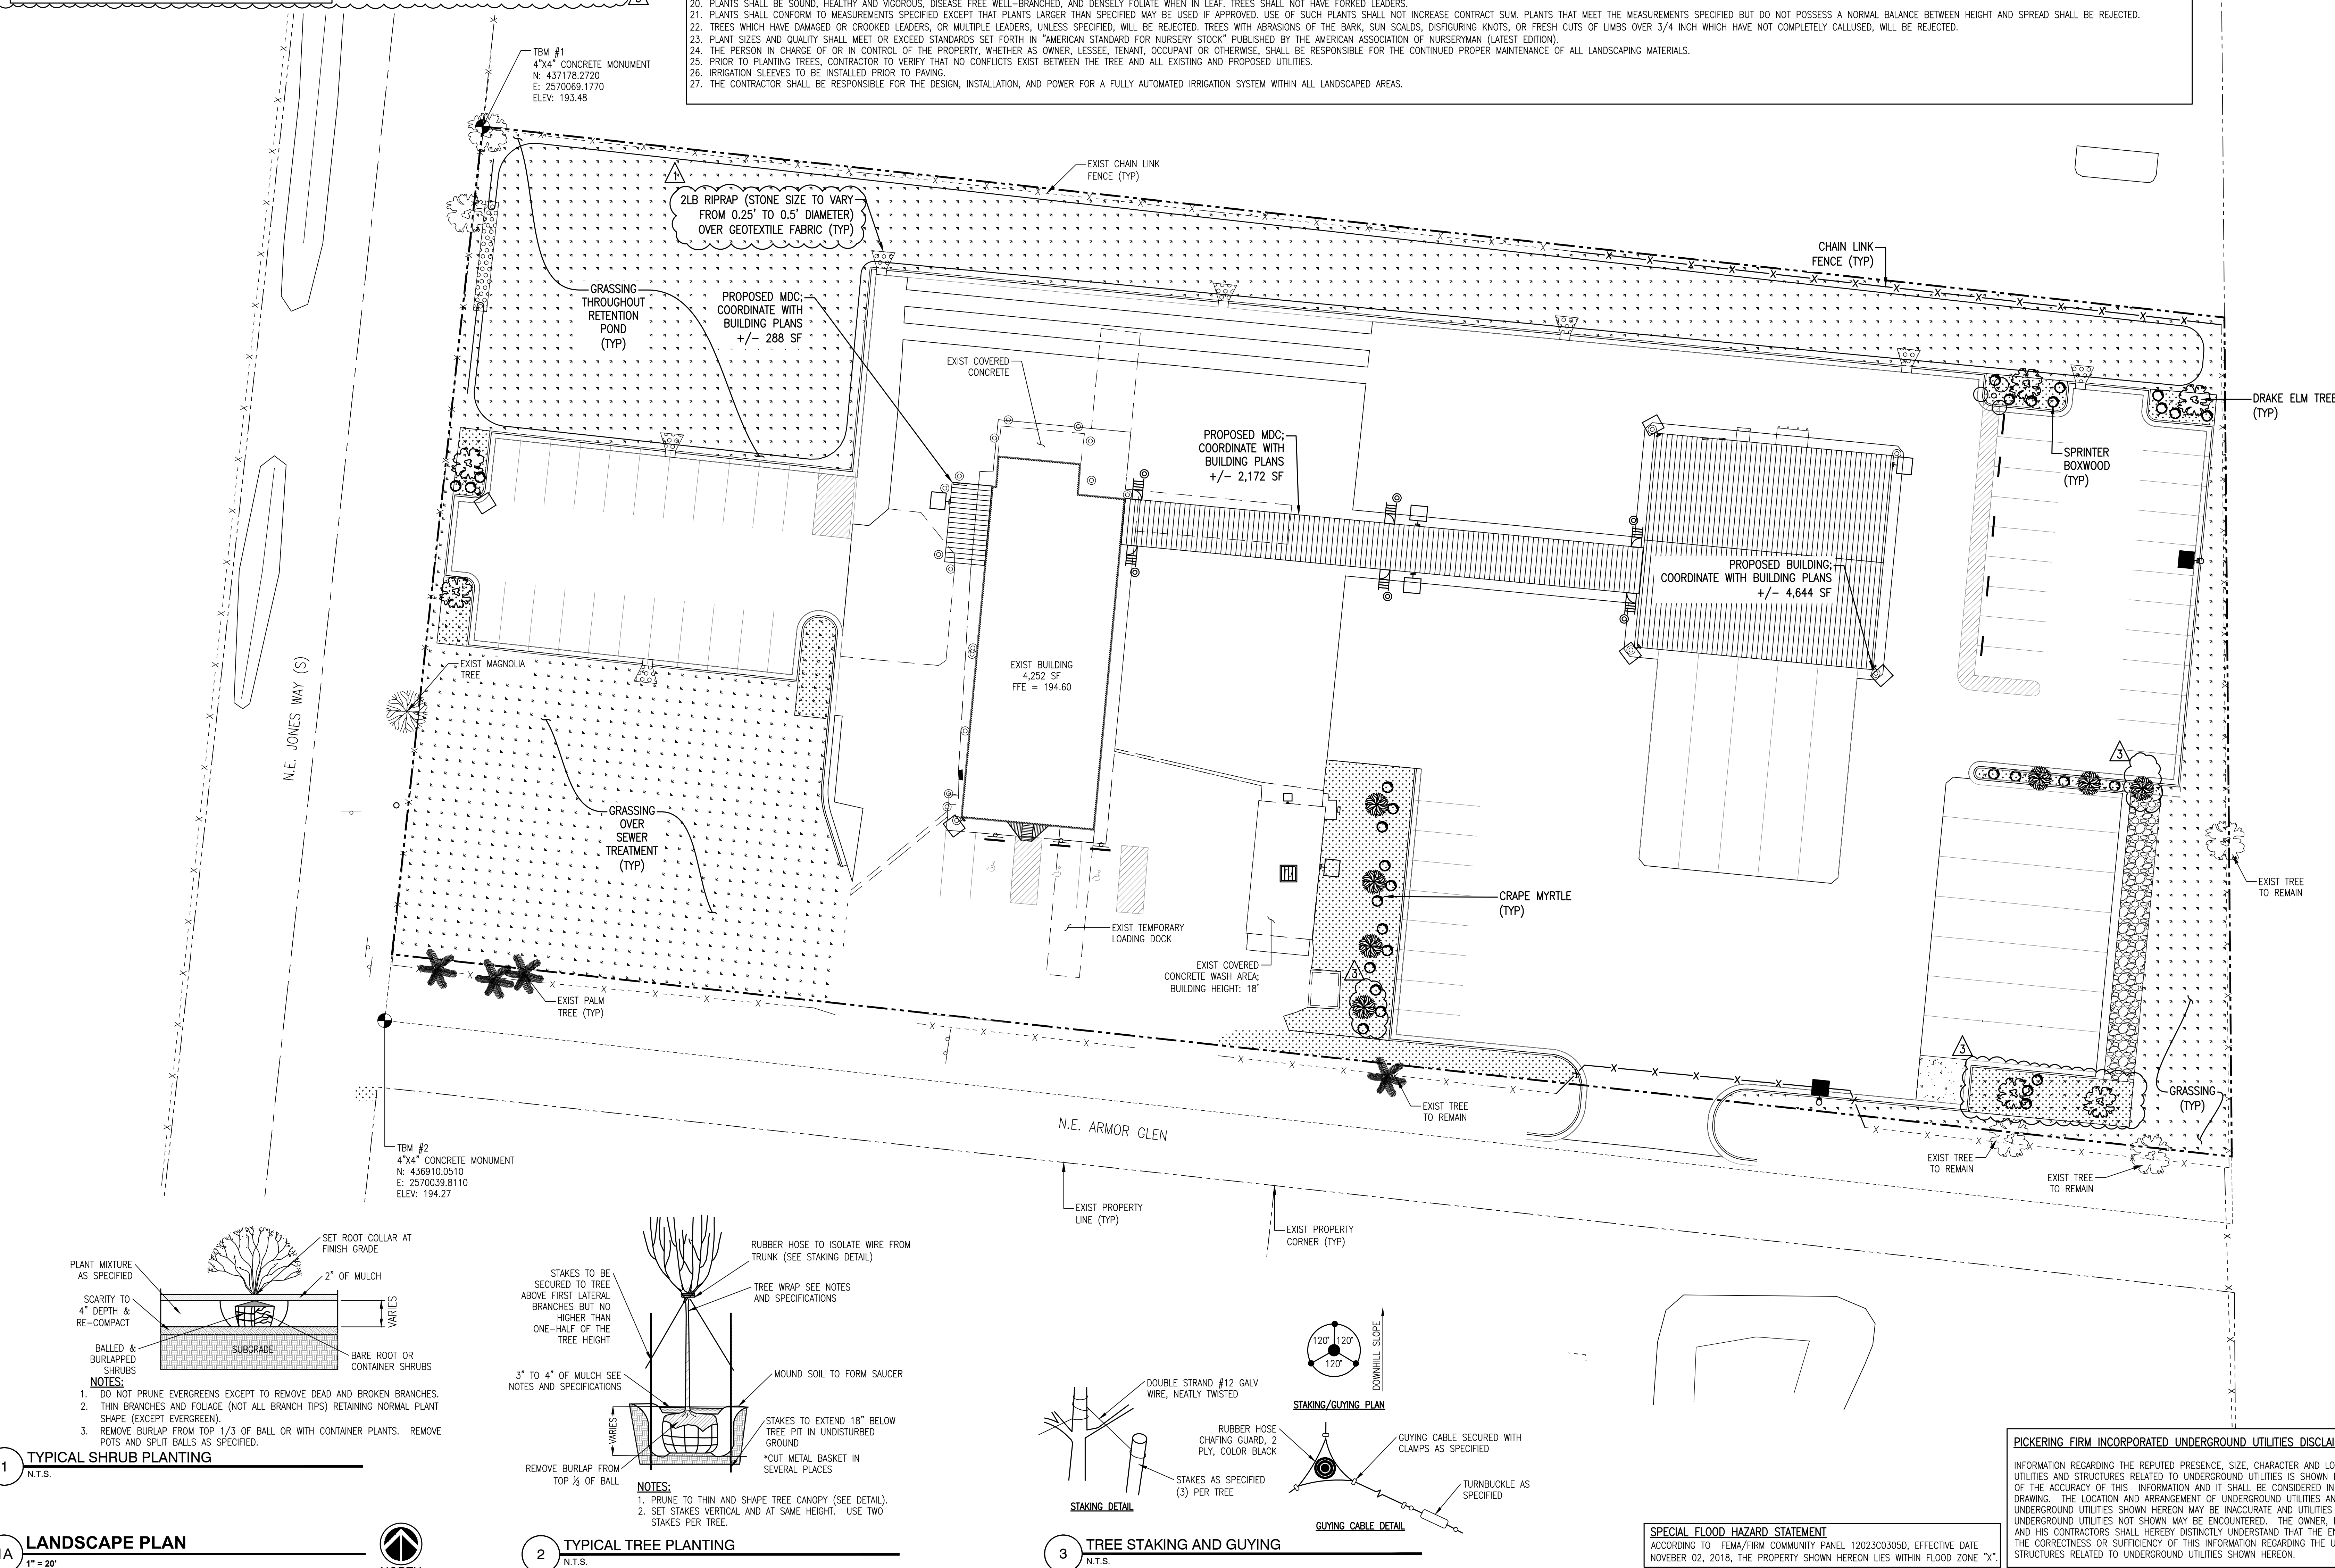 20. PLANTS SHALL BE SOUND, HEALTHY AND VIGOROUS, DISEASE FREE WELL-BRANCHED, AND DENSELY FOLIATE WHEN IN LEAF. TREES SHALL NOT HAVE FORKED LEADERS.
21. PLANTS SHALL CONFORM TO MEASUREMENTS SPECIFIED EXCEPT THAT PLANTS LARGER THAN SPECIFIED MAY BE USED IF APPROVED. USE OF SUCH PLANTS SHALL NOT INCREASE CONTRACT SUM. PLANTS THAT MEET THE MEASUREMENTS SPECIFIED BUT DO NOT POSSESS A NORMAL BALANCE BETWEEN HEIGHT AND SPREAD SHALL BE REJECTED.
22. TREES WHICH HAVE DAMAGED OR CROOKED LEADERS, OR MULTIPLE LEADERS, UNLESS SPECIFIED, WILL BE REJECTED. TREES WITH ABRASIONS OF THE BARK, SUN SCALDS, DISFIGURING KNOTS, OR FRESH CUTS OF LIMBS OVER 3/4 INCH WHICH HAVE NOT COMPLETELY CALLUSED, WILL BE REJECTED.
23. PLANT SIZES AND QUALITY SHALL MEET OR EXCEED STANDARDS SET FORTH IN "AMERICAN STANDARD FOR NURSERY STOCK" PUBLISHED BY THE AMERICAN ASSOCIATION OF NURSERYMAN (LATEST EDITION).
24. THE PERSON IN CHARGE OF OR IN CONTROL OF THE PROPERTY, WHETHER AS OWNER, LESSEE, TENANT, OCCUPANT OR OTHERWISE, SHALL BE RESPONSIBLE FOR THE CONTINUED PROPER MAINTENANCE OF ALL LANDSCAPING MATERIALS.
25. PRIOR TO PLANTING TREES, CONTRACTOR TO VERIFY THAT NO CONFLICTS EXIST BETWEEN THE TREE AND ALL EXISTING AND PROPOSED UTILITIES.
26. IRRIGATION SLEEVES TO BE INSTALLED PRIOR TO PAVING.
27. THE CONTRACTOR SHALL BE RESPONSIBLE FOR THE DESIGN, INSTALLATION, AND POWER FOR A FULLY AUTOMATED IRRIGATION SYSTEM WITHIN ALL LANDSCAPED AREAS.
TBM #1
4"X4" CONCRETE MONUMENT
N: 437178.2720
E: 2570069.1770
ELEV: 193.48
EXIST CHAIN LINK
FENCE (TYP)
1
2LB RIPRAP (STONE SIZE TO VARY
FROM 0.25' TO 0.5' DIAMETER)
OVER GEOTEXTILE FABRIC (TYP)
CHAIN LINK
FENCE (TYP)
GRASSING
THROUGHOUT
RETENTION
POND
(TYP)
PROPOSED MDC;
COORDINATE WITH
BUILDING PLANS
+/- 288 SF
EXIST COVERED
CONCRETE
PROPOSED MDC;
COORDINATE WITH
BUILDING PLANS
+/- 2,172 SF
DRAKE ELM TREE
(TYP)
SPRINTER
BOXWOOD
(TYP)
PROPOSED BUILDING;
COORDINATE WITH BUILDING PLANS
+/- 4,644 SF
EXIST MAGNOLIA
TREE
EXIST BUILDING
4,252 SF
FFE = 194.60
N.E. JONES WAY (S)
3
GRASSING
OVER
SEWER
TREATMENT
(TYP)
CRAPE MYRTLE
(TYP)
EXIST TREE
TO REMAIN
EXIST TEMPORARY
LOADING DOCK
EXIST COVERED
CONCRETE WASH AREA;
BUILDING HEIGHT: 18'
3
EXIST PALM
TREE (TYP)
3
GRASSING
(TYP)
EXIST TREE
TO REMAIN
N.E. ARMOR GLEN
EXIST TREE
TO REMAIN
EXIST TREE
TO REMAIN
TBM #2
4"X4" CONCRETE MONUMENT
N: 436910.0510
E: 2570039.8110
ELEV: 194.27
EXIST PROPERTY
LINE (TYP)
EXIST PROPERTY
CORNER (TYP)
SET ROOT COLLAR AT
FINISH GRADE
PLANT MIXTURE
AS SPECIFIED
2" OF MULCH
SCARITY TO
4" DEPTH &
RE-COMPACT
VARIES
SUBGRADE
BALLED &
BURLAPPED
SHRUBS
BARE ROOT OR
CONTAINER SHRUBS
NOTES:
1. DO NOT PRUNE EVERGREENS EXCEPT TO REMOVE DEAD AND BROKEN BRANCHES.
2. THIN BRANCHES AND FOLIAGE (NOT ALL BRANCH TIPS) RETAINING NORMAL PLANT
SHAPE (EXCEPT EVERGREEN).
3. REMOVE BURLAP FROM TOP 1/3 OF BALL OR WITH CONTAINER PLANTS. REMOVE
POTS AND SPLIT BALLS AS SPECIFIED.
1 TYPICAL SHRUB PLANTING
N.T.S.
1A LANDSCAPE PLAN
1" = 20'
RUBBER HOSE TO ISOLATE WIRE FROM
TRUNK (SEE STAKING DETAIL)
STAKES TO BE
SECURED TO TREE
ABOVE FIRST LATERAL
BRANCHES BUT NO
HIGHER THAN
ONE-HALF OF THE
TREE HEIGHT
TREE WRAP SEE NOTES
AND SPECIFICATIONS
3" TO 4" OF MULCH SEE
NOTES AND SPECIFICATIONS
MOUND SOIL TO FORM SAUCER
VARIES
STAKES TO EXTEND 18" BELOW
TREE PIT IN UNDISTURBED
GROUND
*CUT METAL BASKET IN
SEVERAL PLACES
REMOVE BURLAP FROM
TOP ⅓ OF BALL
NOTES:
1. PRUNE TO THIN AND SHAPE TREE CANOPY (SEE DETAIL).
2. SET STAKES VERTICAL AND AT SAME HEIGHT. USE TWO
STAKES PER TREE.
2 TYPICAL TREE PLANTING
N.T.S.
120° 120°
120°
DOWNHILL SLOPE
STAKING/GUYING PLAN
DOUBLE STRAND #12 GALV
WIRE, NEATLY TWISTED
RUBBER HOSE
CHAFING GUARD, 2
PLY, COLOR BLACK
GUYING CABLE SECURED WITH
CLAMPS AS SPECIFIED
STAKES AS SPECIFIED
(3) PER TREE
TURNBUCKLE AS
SPECIFIED
STAKING DETAIL
GUYING CABLE DETAIL
3 TREE STAKING AND GUYING
N.T.S.
SPECIAL FLOOD HAZARD STATEMENT
ACCORDING TO FEMA/FIRM COMMUNITY PANEL 12023C0305D, EFFECTIVE DATE
NOVEBER 02, 2018, THE PROPERTY SHOWN HEREON LIES WITHIN FLOOD ZONE "X".
PICKERING FIRM INCORPORATED UNDERGROUND UTILITIES
INFORMATION REGARDING THE REPUTED PRESENCE, SIZE, CHARACTER AND
UTILITIES AND STRUCTURES RELATED TO UNDERGROUND UTILITIES IS SHOWN
OF THE ACCURACY OF THIS INFORMATION AND IT SHALL BE CONSIDERED IN
DRAWING. THE LOCATION AND ARRANGEMENT OF UNDERGROUND UTILITIES
UNDERGROUND UTILITIES SHOWN HEREON MAY BE INACCURATE AND UTILITIES
UNDERGROUND UTILITIES NOT SHOWN MAY BE ENCOUNTERED. THE OWNER,
AND HIS CONTRACTORS SHALL HEREBY DISTINCTLY UNDERSTAND THAT THE
THE CORRECTNESS OR SUFFICIENCY OF THIS INFORMATION REGARDING THE
STRUCTURES RELATED TO UNDERGROUND UTILITIES SHOWN HEREON.